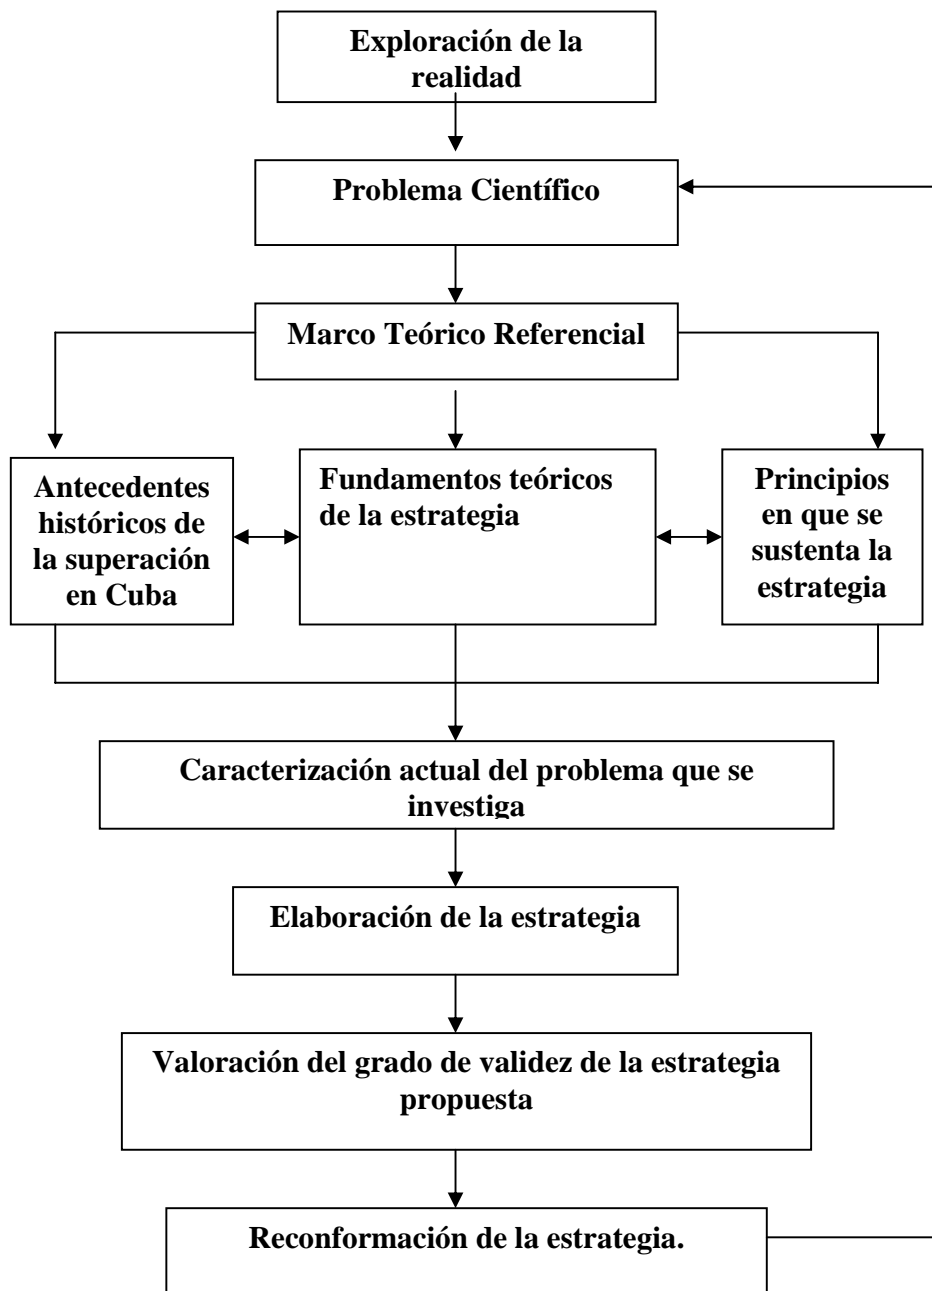 Exploración de la
realidad
Problema Científico
Marco Teórico Referencial
Antecedentes
históricos de
la superación
en Cuba
Fundamentos teóricos
de la estrategia
Principios
en que se
sustenta la
estrategia
Caracterización actual del problema que se
investiga
Elaboración de la estrategia
Valoración del grado de validez de la estrategia
propuesta
Reconformación de la estrategia.